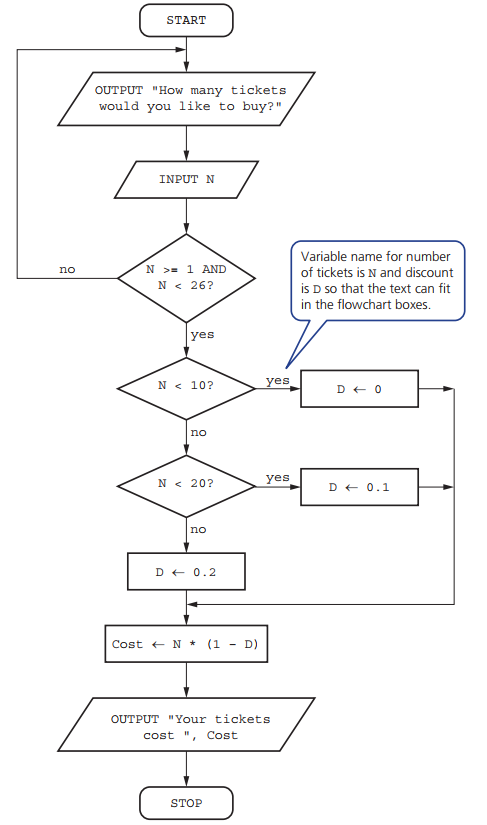 START
OUTPUT "How many tickets
would you like to buy?"
INPUT N
N >= 1 AND
N < 26?
no
yes
Variable name for number
of tickets is N and discount
is D so that the text can fit
in the flowchart boxes.
N < 10?
yes
D ← 0
no
N < 20?
yes
D ← 0.1
no
D ← 0.2
Cost ← N * (1 - D)
OUTPUT "Your tickets
cost ", Cost
STOP